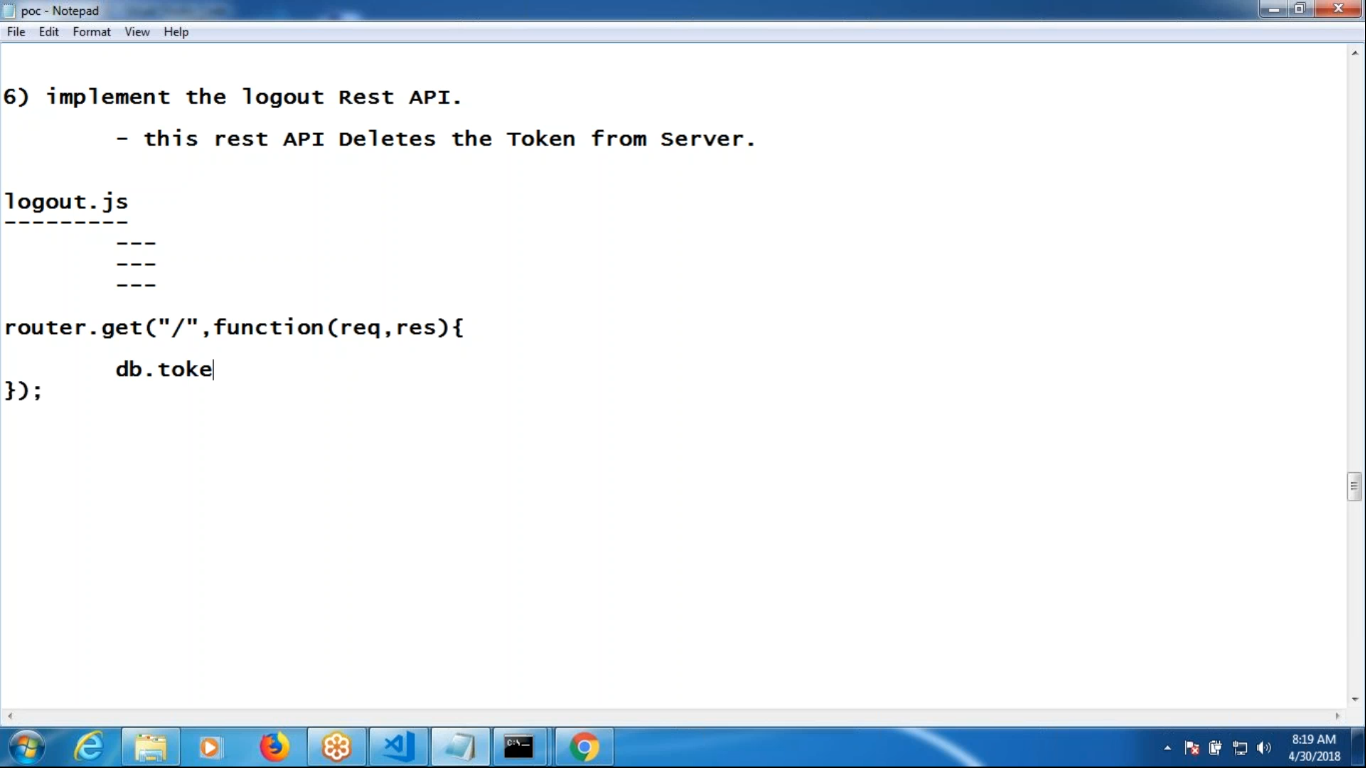 poc - Notepad
File Edit Format View Help
6) implement the logout Rest API.
- this rest API Deletes the Token from Server.
logout.js
---------
---
---
---
router.get("/",function(req,res){
db.toke
});
8:19 AM
4/30/2018